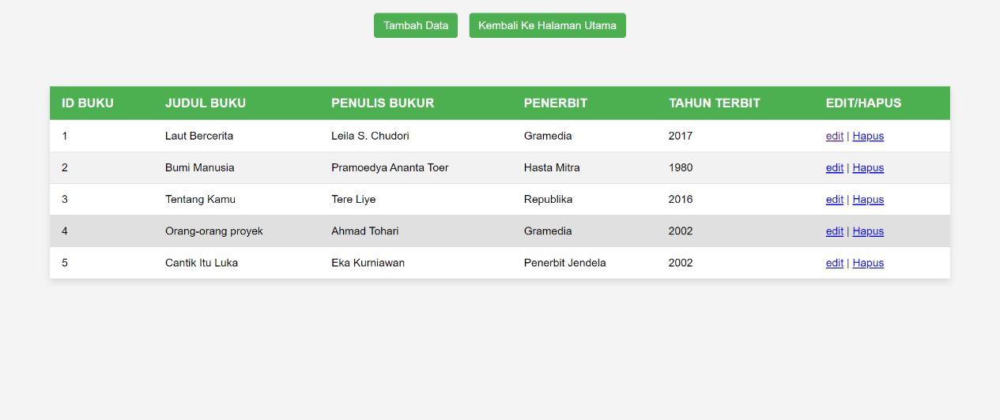 Tambah Data Kembali Ke Halaman Utama
ID BUKU JUDUL BUKU PENULIS BUKUR PENERBIT TAHUN TERBIT EDIT/HAPUS
1 Laut Bercerita Leila S. Chudori Gramedia 2017 edit | Hapus
2 Bumi Manusia Pramoedya Ananta Toer Hasta Mitra 1980 edit | Hapus
3 Tentang Kamu Tere Liye Republika 2016 edit | Hapus
4 Orang-orang proyek Ahmad Tohari Gramedia 2002 edit | Hapus
5 Cantik Itu Luka Eka Kurniawan Penerbit Jendela 2002 edit | Hapus